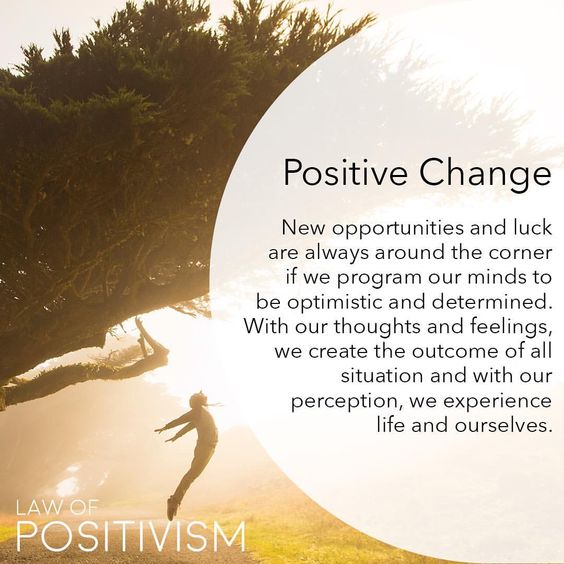 Positive Change
New opportunities and luck
are always around the corner
if we program our minds to
be optimistic and determined.
With our thoughts and feelings,
we create the outcome of all
situation and with our
perception, we experience
life and ourselves.
LAW OF
POSITIVISM